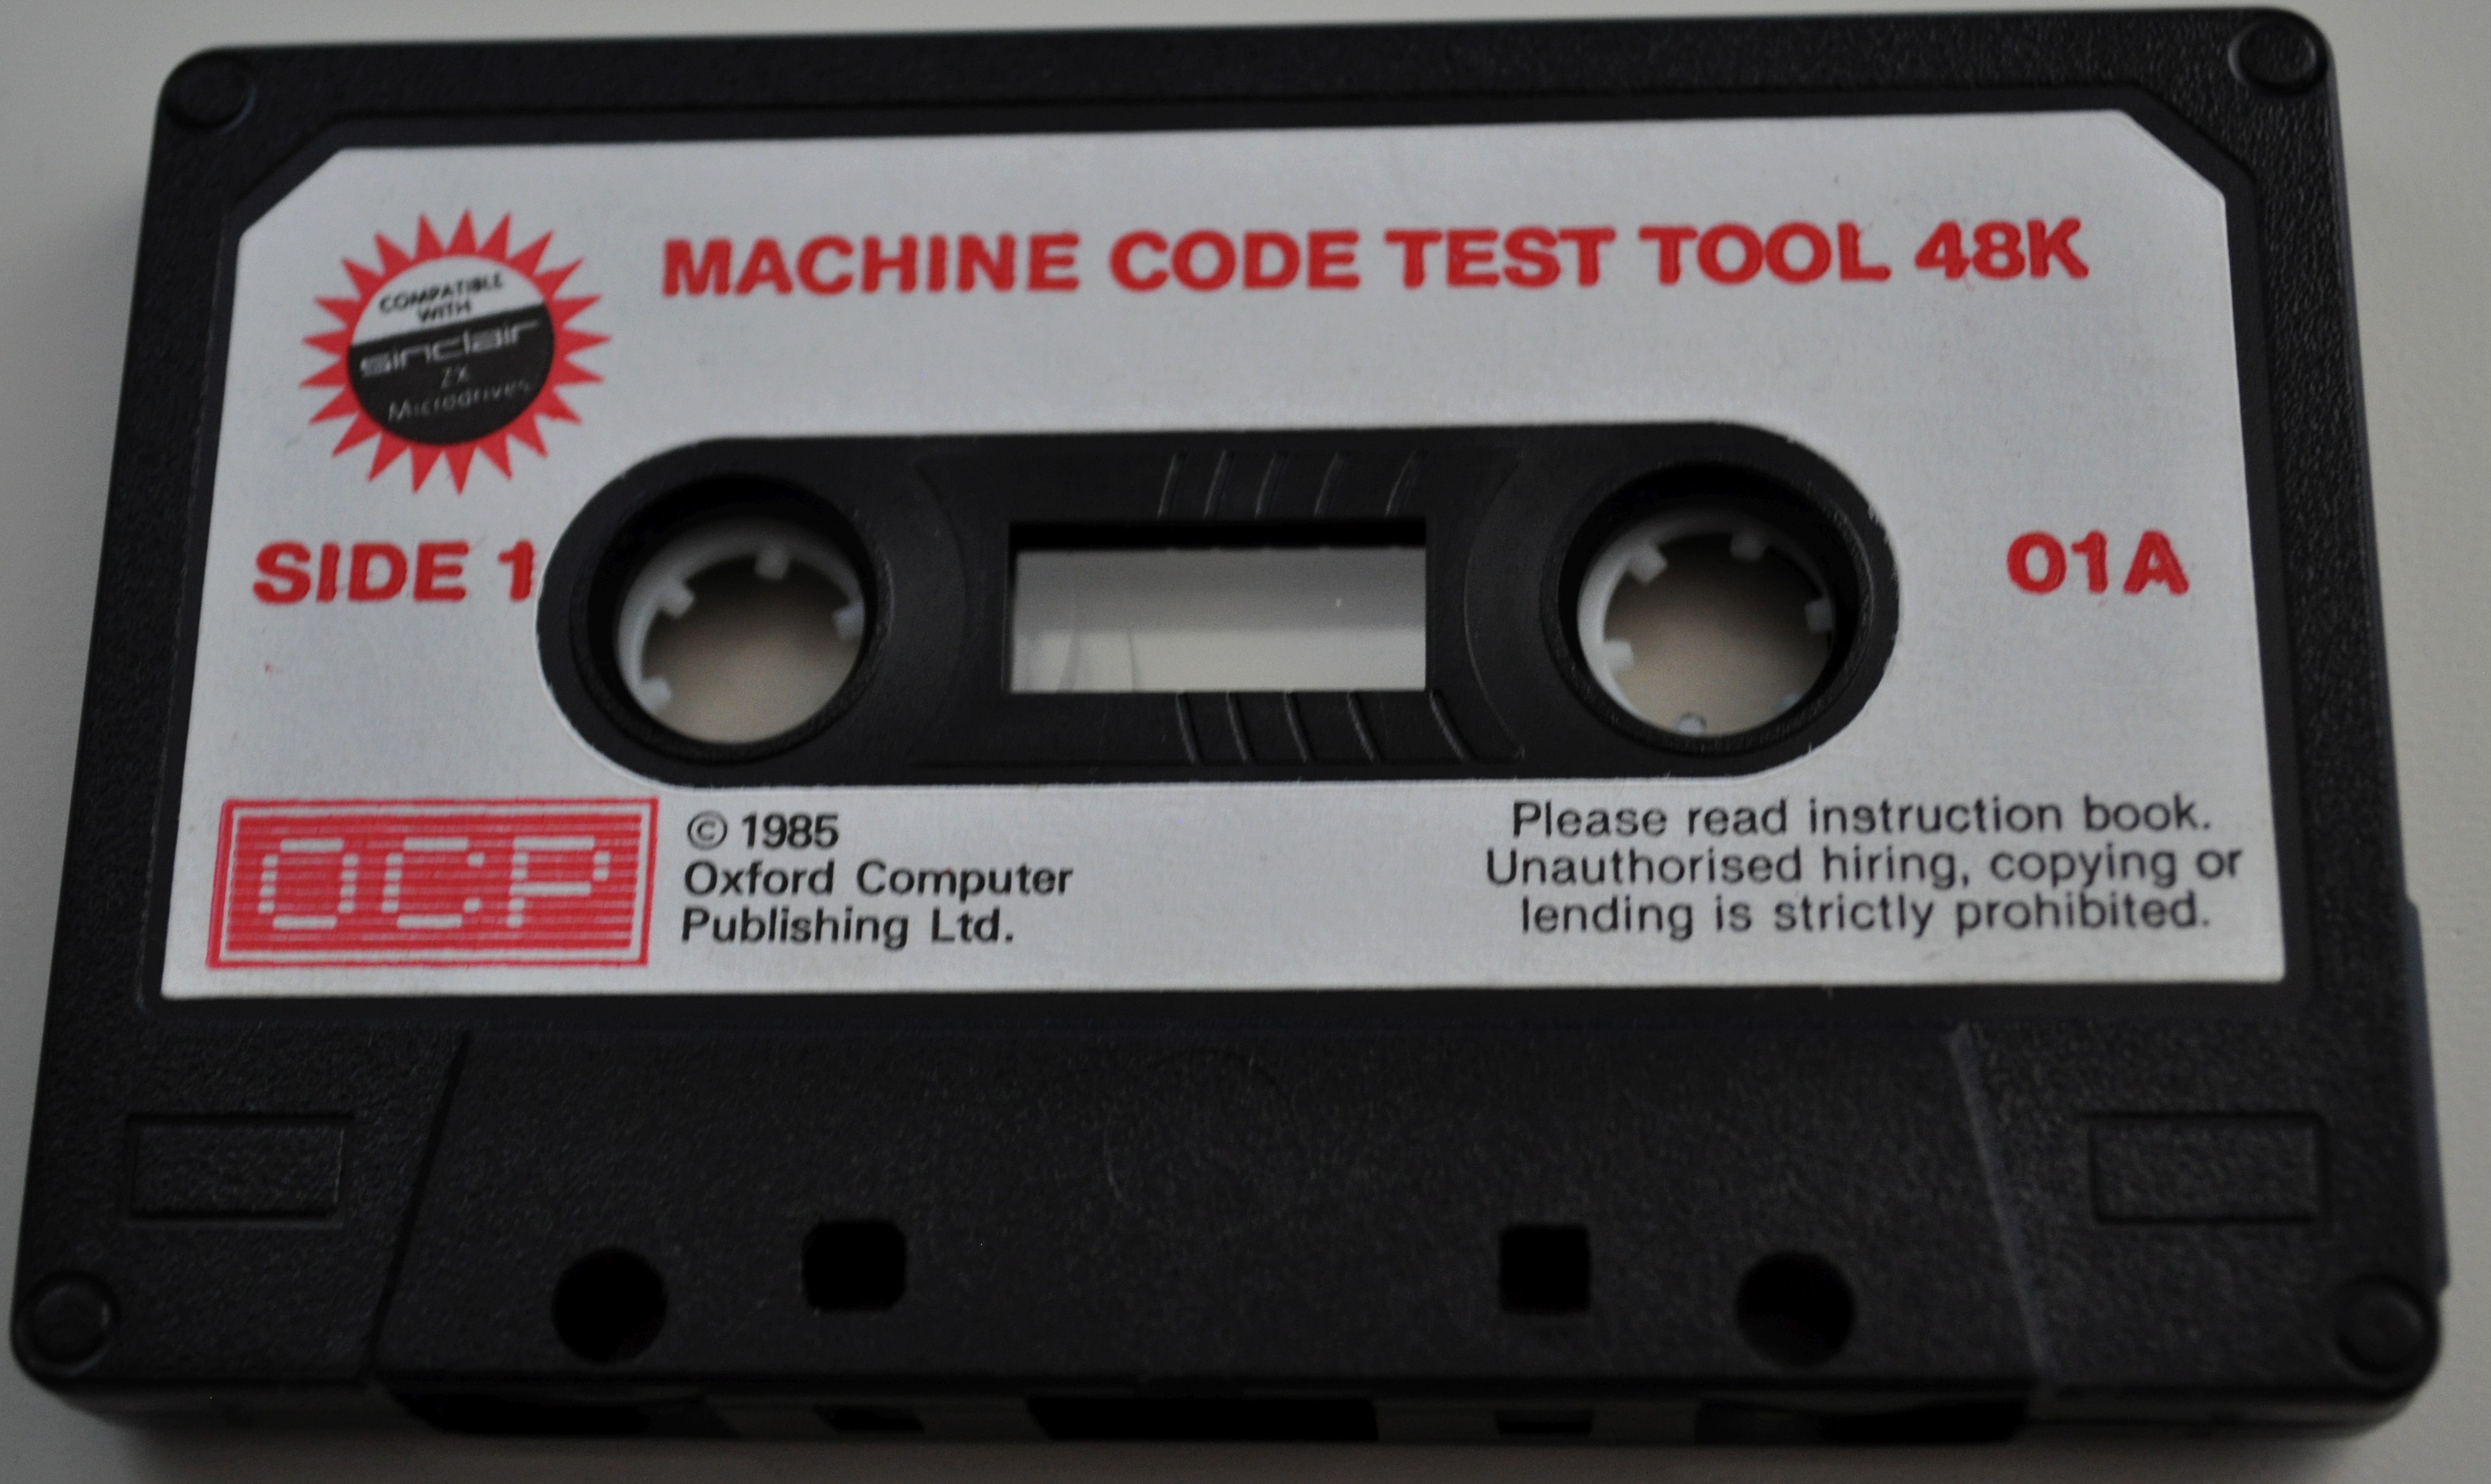 MACHINE CODE TEST TOOL 48K
COMPATIBLE
WITH
sinclair
ZX
Microdrives
SIDE 1
01A
OCP
© 1985
Oxford Computer
Publishing Ltd.
Please read instruction book.
Unauthorised hiring, copying or
lending is strictly prohibited.